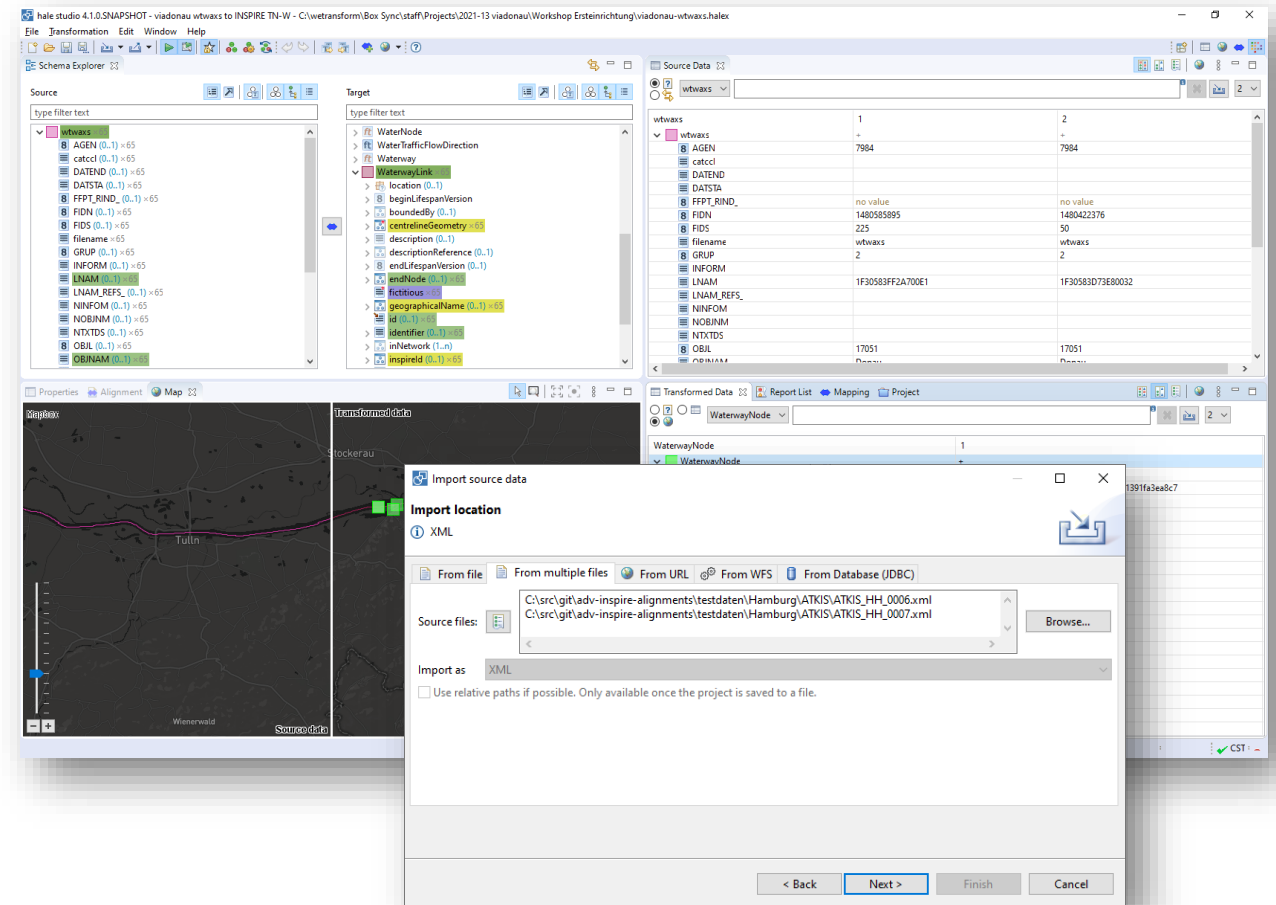 hale studio 4.1.0.SNAPSHOT - viadonau wtwaxs to INSPIRE TN-W - C:\wetransform\Box Sync\staff\Projects\2021-13 viadonau\Workshop Ersteinrichtung\viadonau-wtwaxs.halex
File Transformation Edit Window Help
Schema Explorer
Source
type filter text
wtwaxs ×65
AGEN (0..1) ×65
catccl (0..1) ×65
DATEND (0..1) ×65
DATSTA (0..1) ×65
FFPT_RIND_ (0..1) ×65
FIDN (0..1) ×65
FIDS (0..1) ×65
filename ×65
GRUP (0..1) ×65
INFORM (0..1) ×65
LNAM (0..1) ×65
LNAM_REFS_ (0..1) ×65
NINFOM (0..1) ×65
NOBJNM (0..1) ×65
NTXTDS (0..1) ×65
OBJL (0..1) ×65
OBJNAM (0..1) ×65
Target
type filter text
WaterNode
WaterTrafficFlowDirection
Waterway
WaterwayLink ×65
location (0..1)
beginLifespanVersion
boundedBy (0..1)
centrelineGeometry ×65
description (0..1)
descriptionReference (0..1)
endLifespanVersion (0..1)
endNode (0..1) ×65
fictitious ×65
geographicalName (0..1) ×65
id (0..1) ×65
identifier (0..1) ×65
inNetwork (1..n)
inspireId (0..1) ×65
Source Data
wtwaxs 2
wtwaxs 1 2
wtwaxs + +
AGEN 7984 7984
catccl
DATEND
DATSTA
FFPT_RIND_ no value no value
FIDN 1480585895 1480422376
FIDS 225 50
filename wtwaxs wtwaxs
GRUP 2 2
INFORM
LNAM 1F30583FF2A700E1 1F30583D73E80032
LNAM_REFS_
NINFOM
NOBJNM
NTXTDS
OBJL 17051 17051
OBJNAM Donau Donau
Properties Alignment Map
Mapbox Transformed data
Stockerau
Tulln
Wienerwald
Source data
Transformed Data Report List Mapping Project
WaterwayNode 2
WaterwayNode 1
WaterwayNode +
1391fa3ea8c7
Import source data
Import location
XML
From file From multiple files From URL From WFS From Database (JDBC)
Source files: C:\src\git\adv-inspire-alignments\testdaten\Hamburg\ATKIS\ATKIS_HH_0006.xml
C:\src\git\adv-inspire-alignments\testdaten\Hamburg\ATKIS\ATKIS_HH_0007.xml
Browse...
Import as XML
Use relative paths if possible. Only available once the project is saved to a file.
< Back Next > Finish Cancel
CST